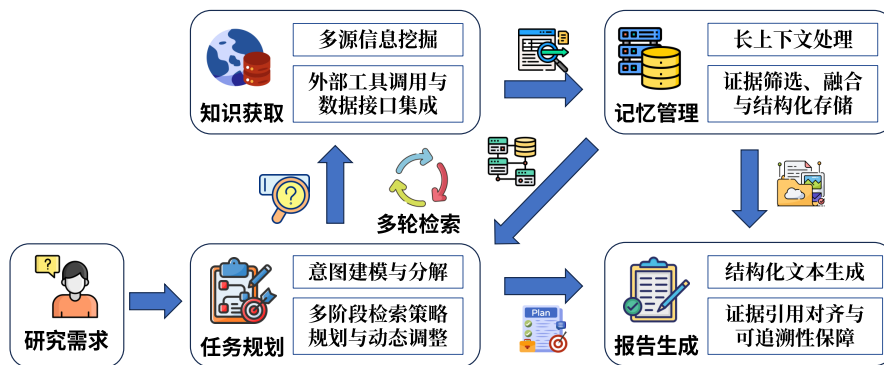 多源信息挖掘
外部工具调用与
数据接口集成
知识获取
长上下文处理
证据筛选、融合
与结构化存储
记忆管理
?
多轮检索
?
研究需求
意图建模与分解
多阶段检索策略
规划与动态调整
任务规划
Plan
结构化文本生成
证据引用对齐与
可追溯性保障
报告生成